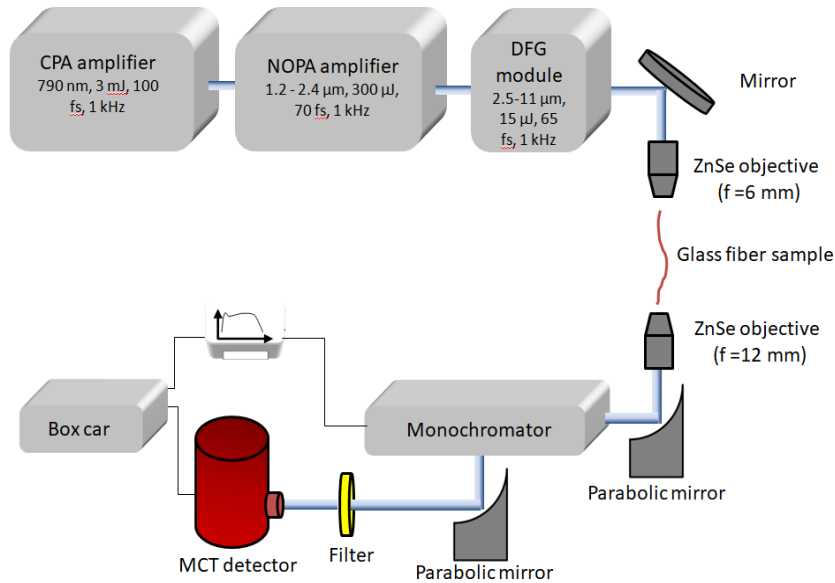 CPA amplifier
790 nm, 3 mJ, 100
fs, 1 kHz
NOPA amplifier
1.2 - 2.4 µm, 300 µJ,
70 fs, 1 kHz
DFG
module
2.5-11 µm,
15 µJ, 65
fs, 1 kHz
Mirror
ZnSe objective
(f =6 mm)
Glass fiber sample
ZnSe objective
(f =12 mm)
Box car
Monochromator
Parabolic mirror
MCT detector
Filter
Parabolic mirror